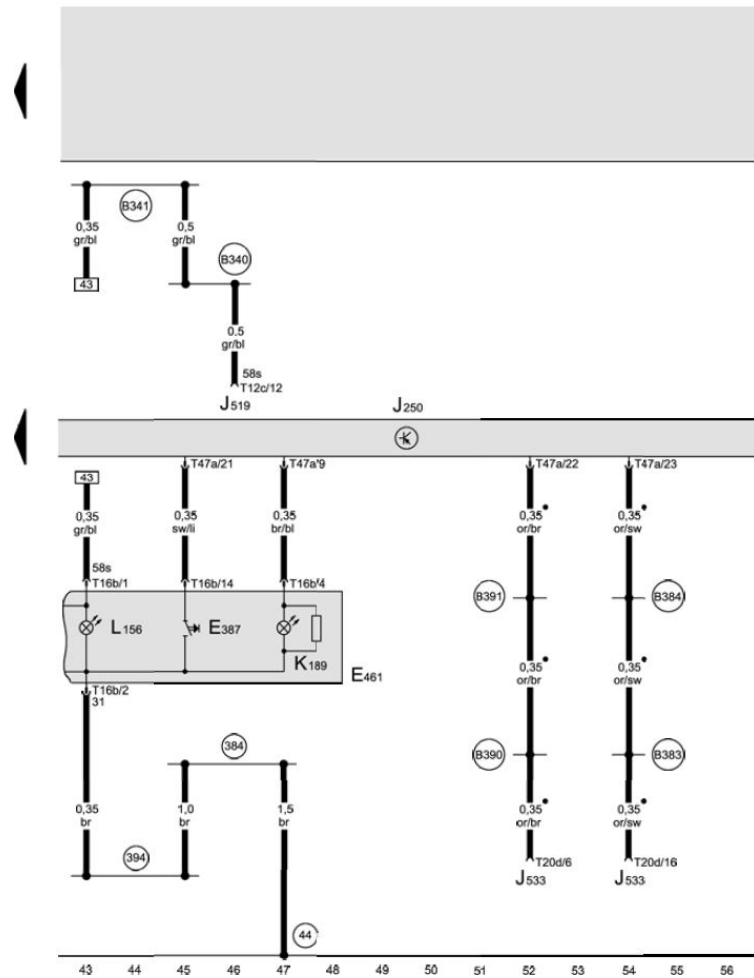 B341
0,35
gr/bl
0,5
gr/bl
B340
43
0.5
gr/bl
58s
T12c/12
J519
J250
T47a/21
T47a/9
T47a/22
T47a/23
43
0,35
gr/bl
0,35
sw/li
0,35
br/bl
0,35
or/br
0,35
or/sw
58s
T16b/1
T16b/14
T16b/4
B391
B384
L156
E387
K189
E461
0,35
or/br
0,35
or/sw
T16b/2
31
384
B390
B383
0,35
br
1,0
br
1,5
br
0,35
or/br
0,35
or/sw
394
T20d/6
J533
T20d/16
J533
44
43 44 45 46 47 48 49 50 51 52 53 54 55 56